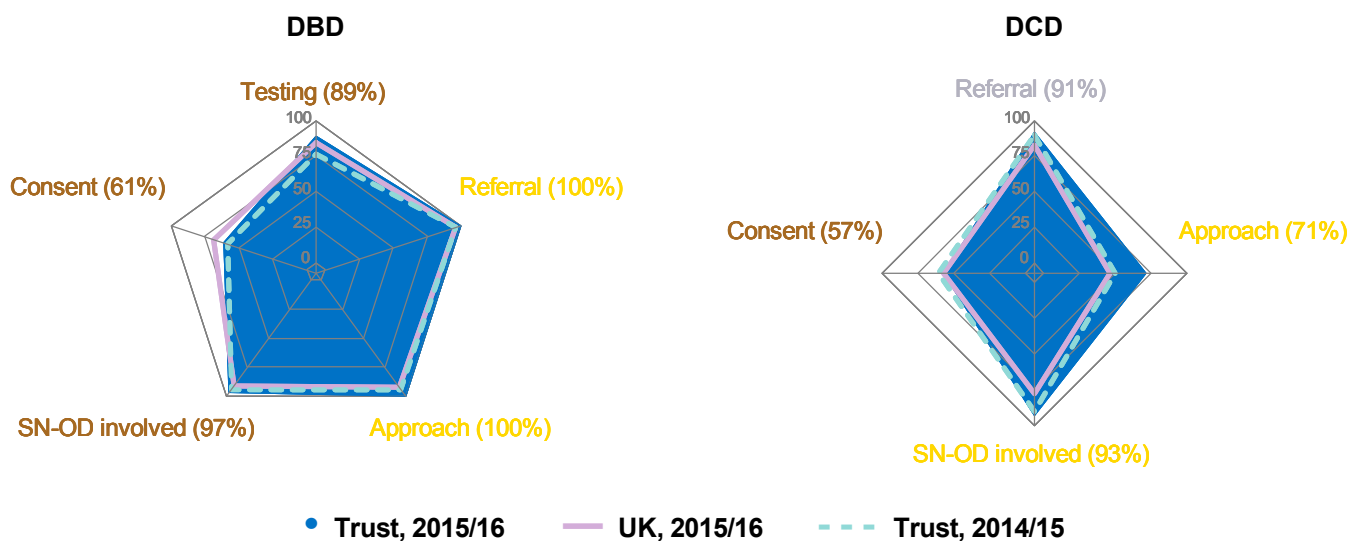 DBD
Testing (89%)
100
75
50
25
0
Consent (61%)
Referral (100%)
SN-OD involved (97%)
Approach (100%)
DCD
Referral (91%)
100
75
50
25
0
Consent (57%)
Approach (71%)
SN-OD involved (93%)
Trust, 2015/16
UK, 2015/16
Trust, 2014/15